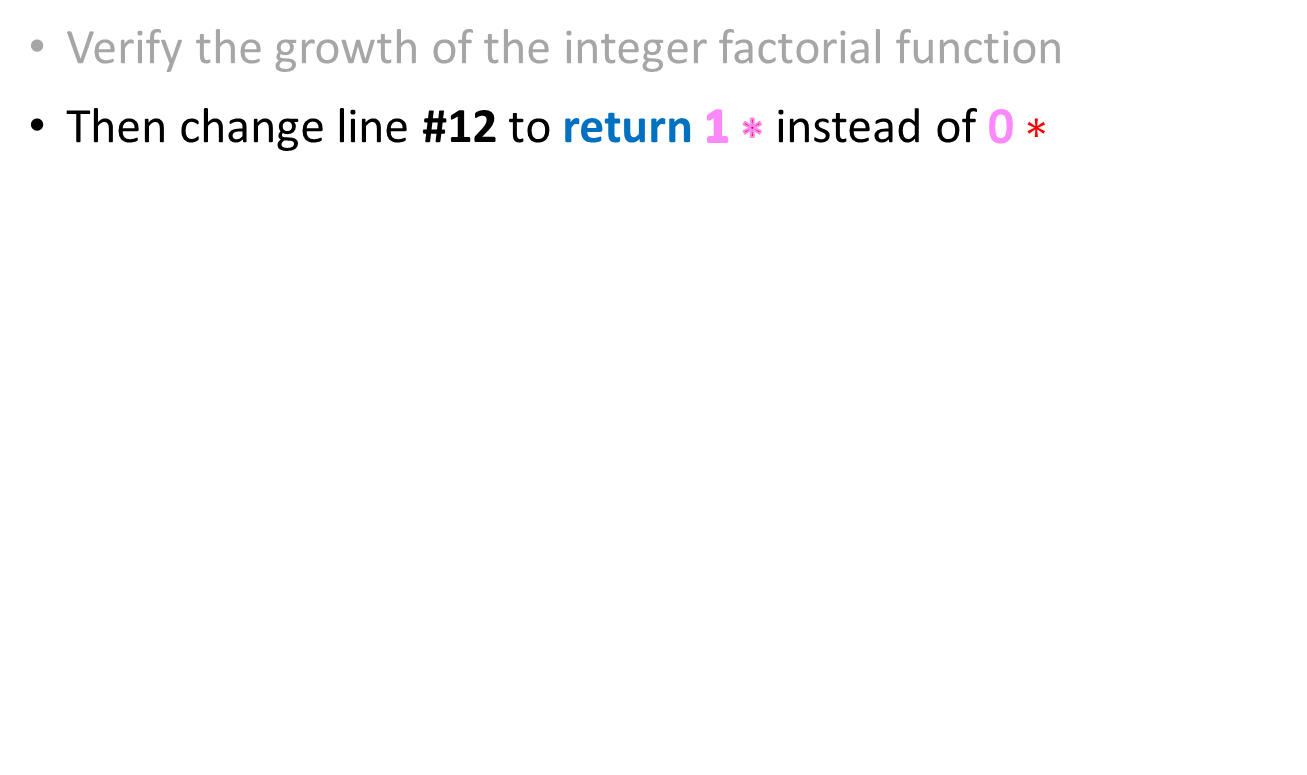 • Verify the growth of the integer factorial function
• Then change line #12 to return 1 * instead of 0 *